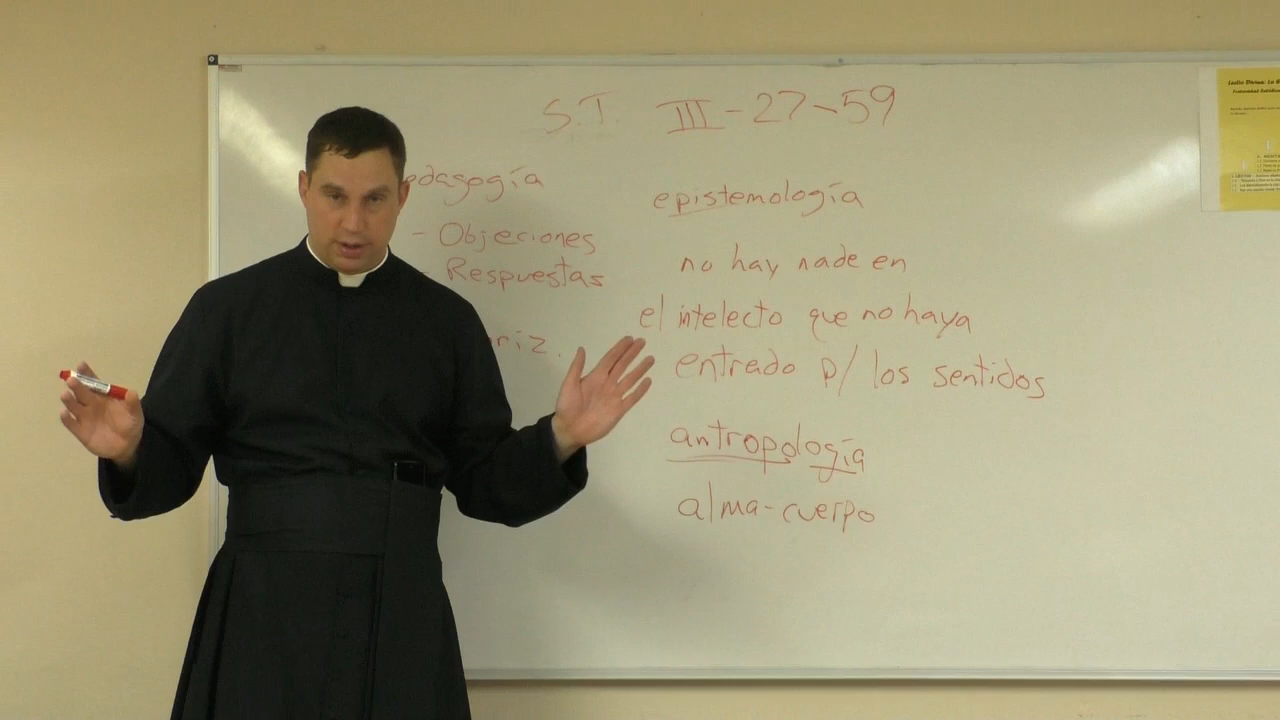 S.T. III-27-59
edagogía
- Objeciones
- Respuestas
riz.
epistemología
no hay nade en
el intelecto que no haya
entrado p/ los sentidos
antropología
alma-cuerpo